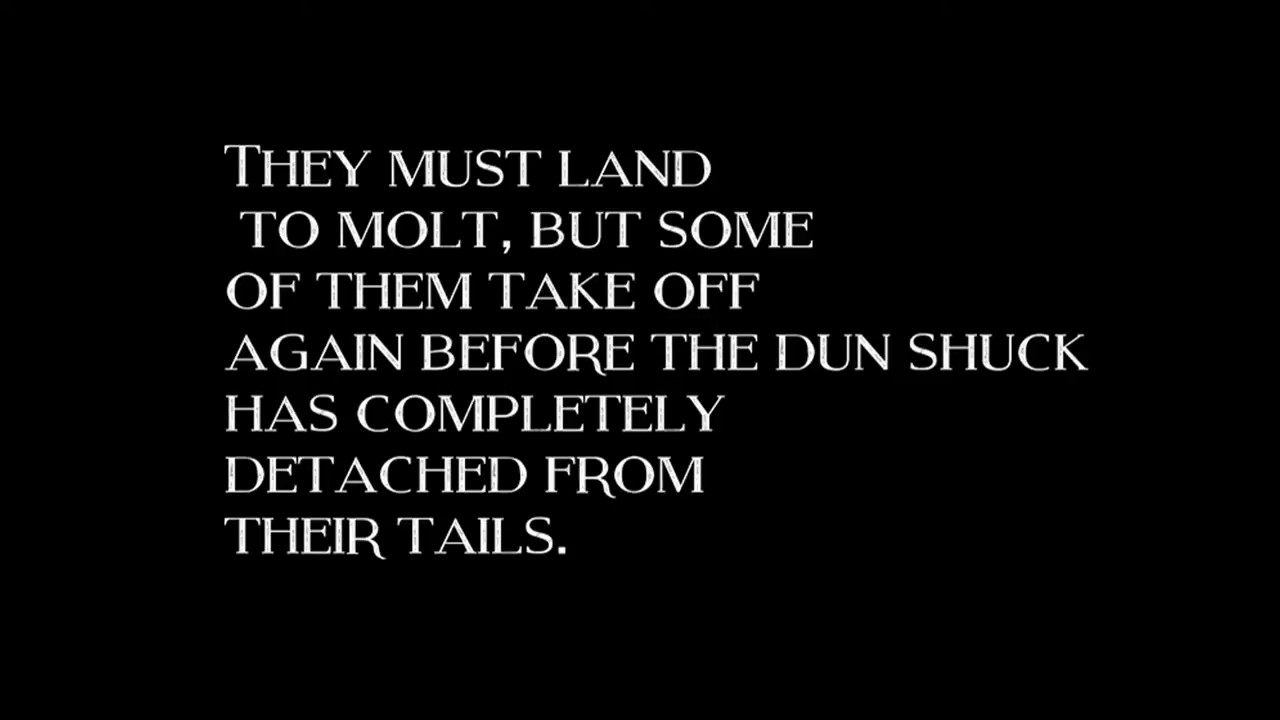 They must land
to molt, but some
of them take off
again before the dun shuck
has completely
detached from
their tails.